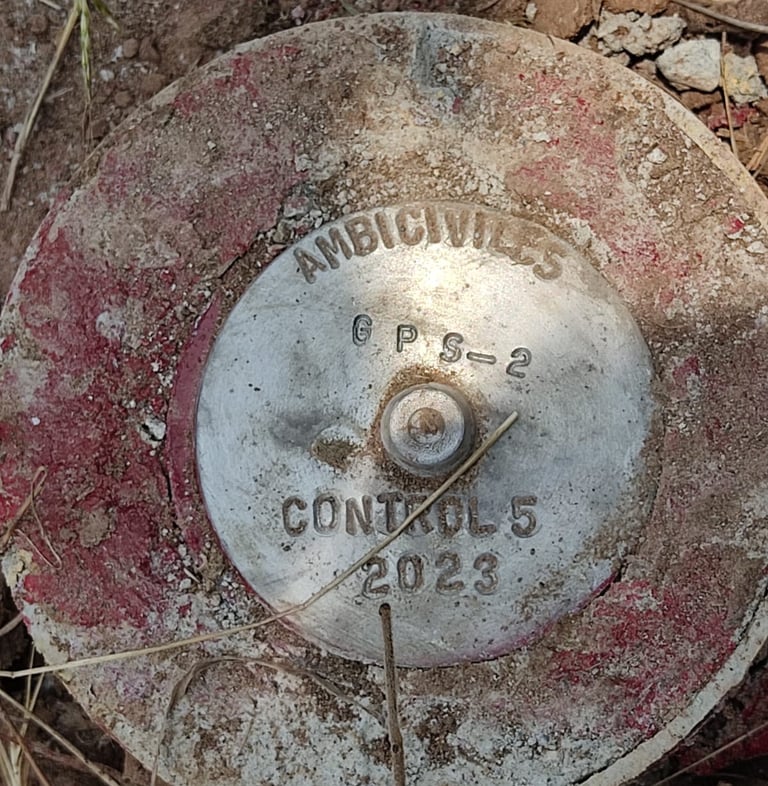 AMBICIVILES
GPS-2
CONTROL 5
2023